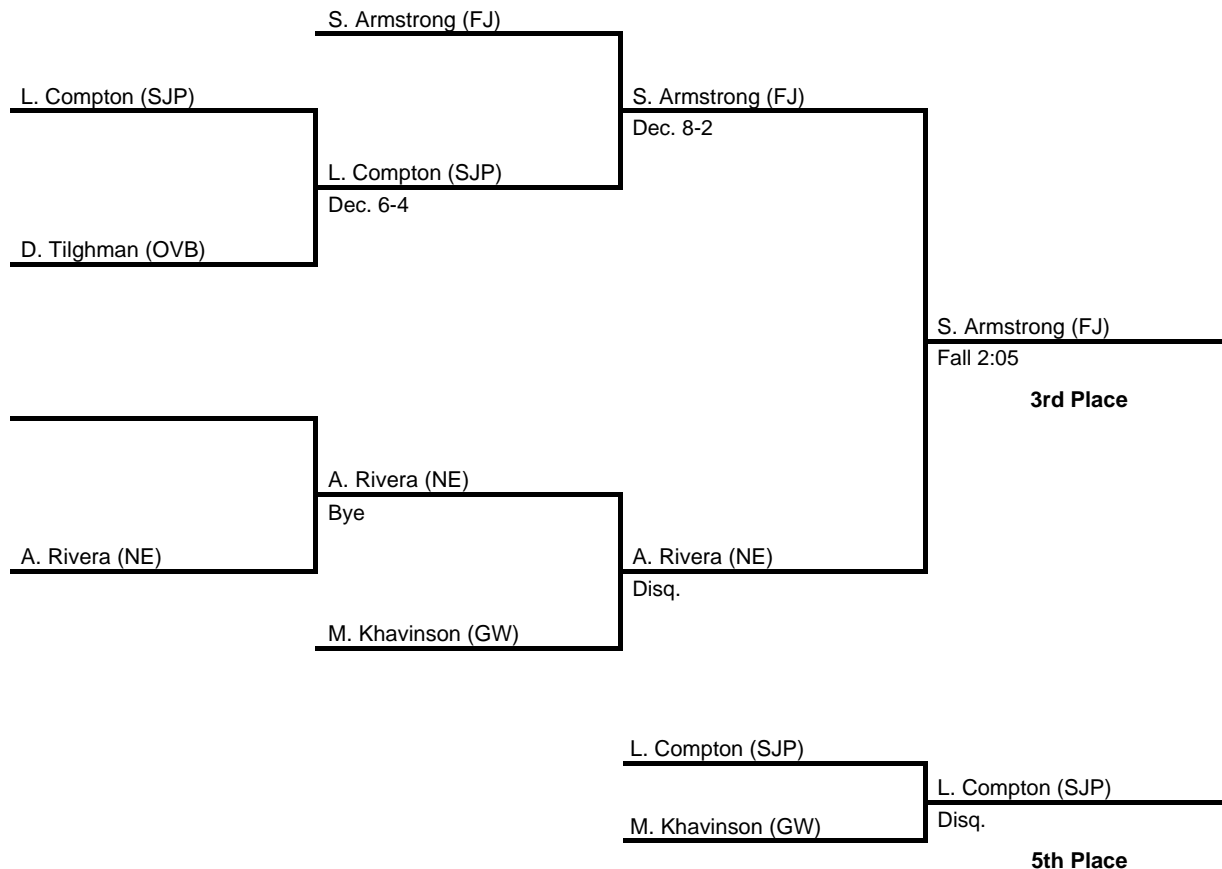 S. Armstrong (FJ)
L. Compton (SJP)
S. Armstrong (FJ)
Dec. 8-2
L. Compton (SJP)
Dec. 6-4
D. Tilghman (OVB)
S. Armstrong (FJ)
Fall 2:05
3rd Place
A. Rivera (NE)
Bye
A. Rivera (NE)
A. Rivera (NE)
Disq.
M. Khavinson (GW)
L. Compton (SJP)
L. Compton (SJP)
Disq.
M. Khavinson (GW)
5th Place